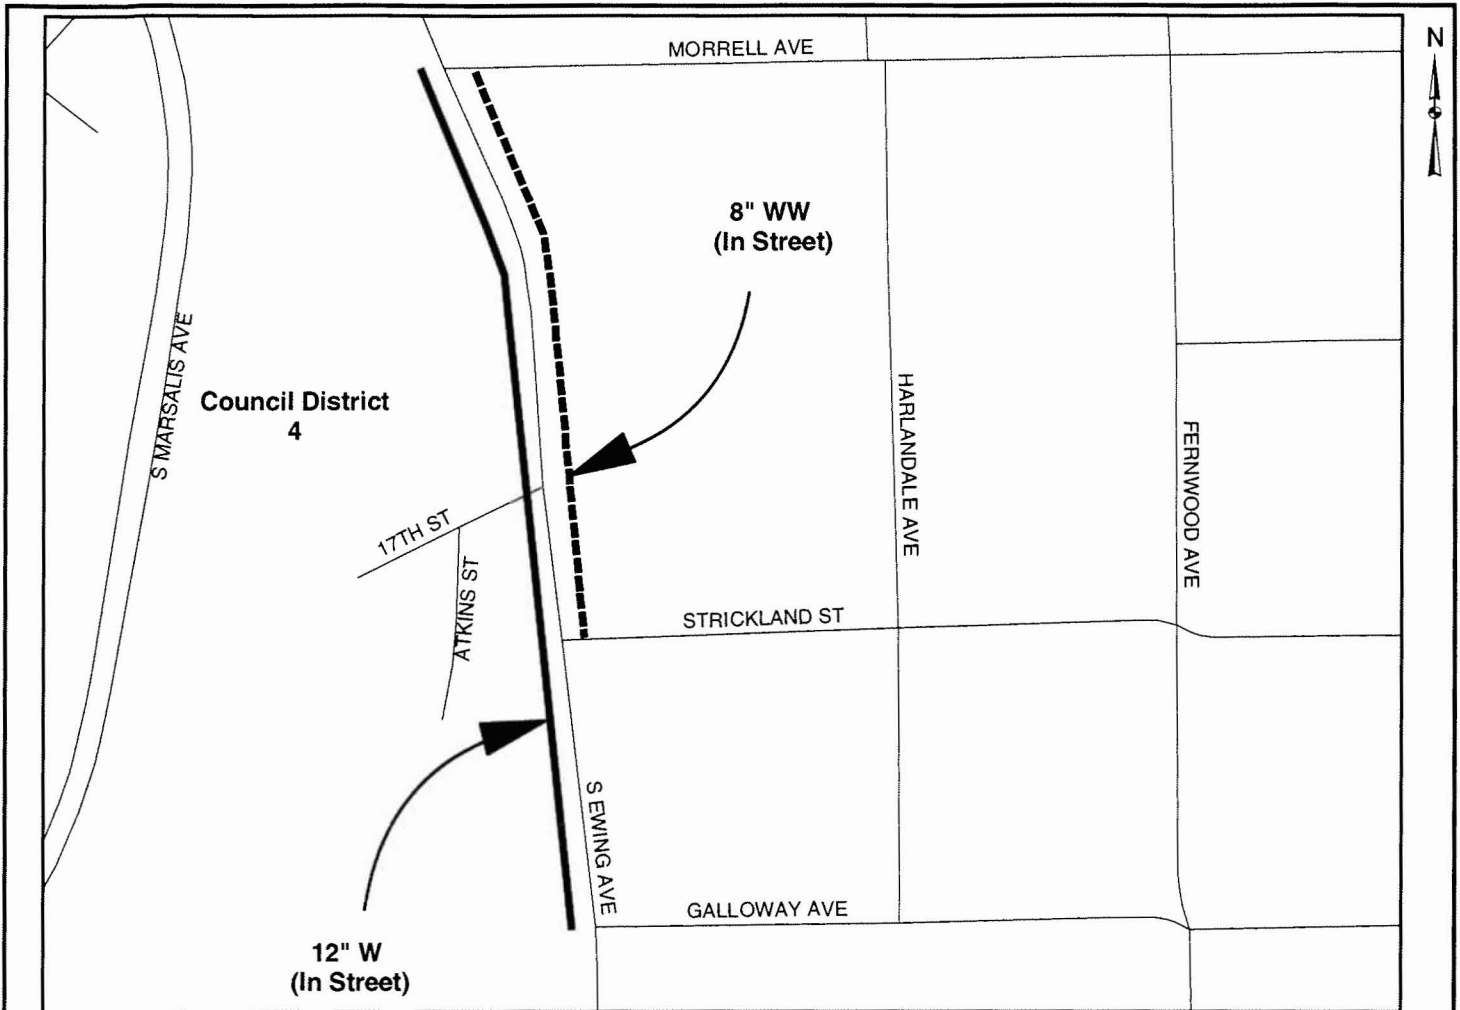 MORRELL AVE
N
8" WW
(In Street)
S MARSALIS AVE
Council District
4
HARLANDALE AVE
FERNWOOD AVE
17TH ST
ATKINS ST
STRICKLAND ST
S EWING AVE
GALLOWAY AVE
12" W
(In Street)